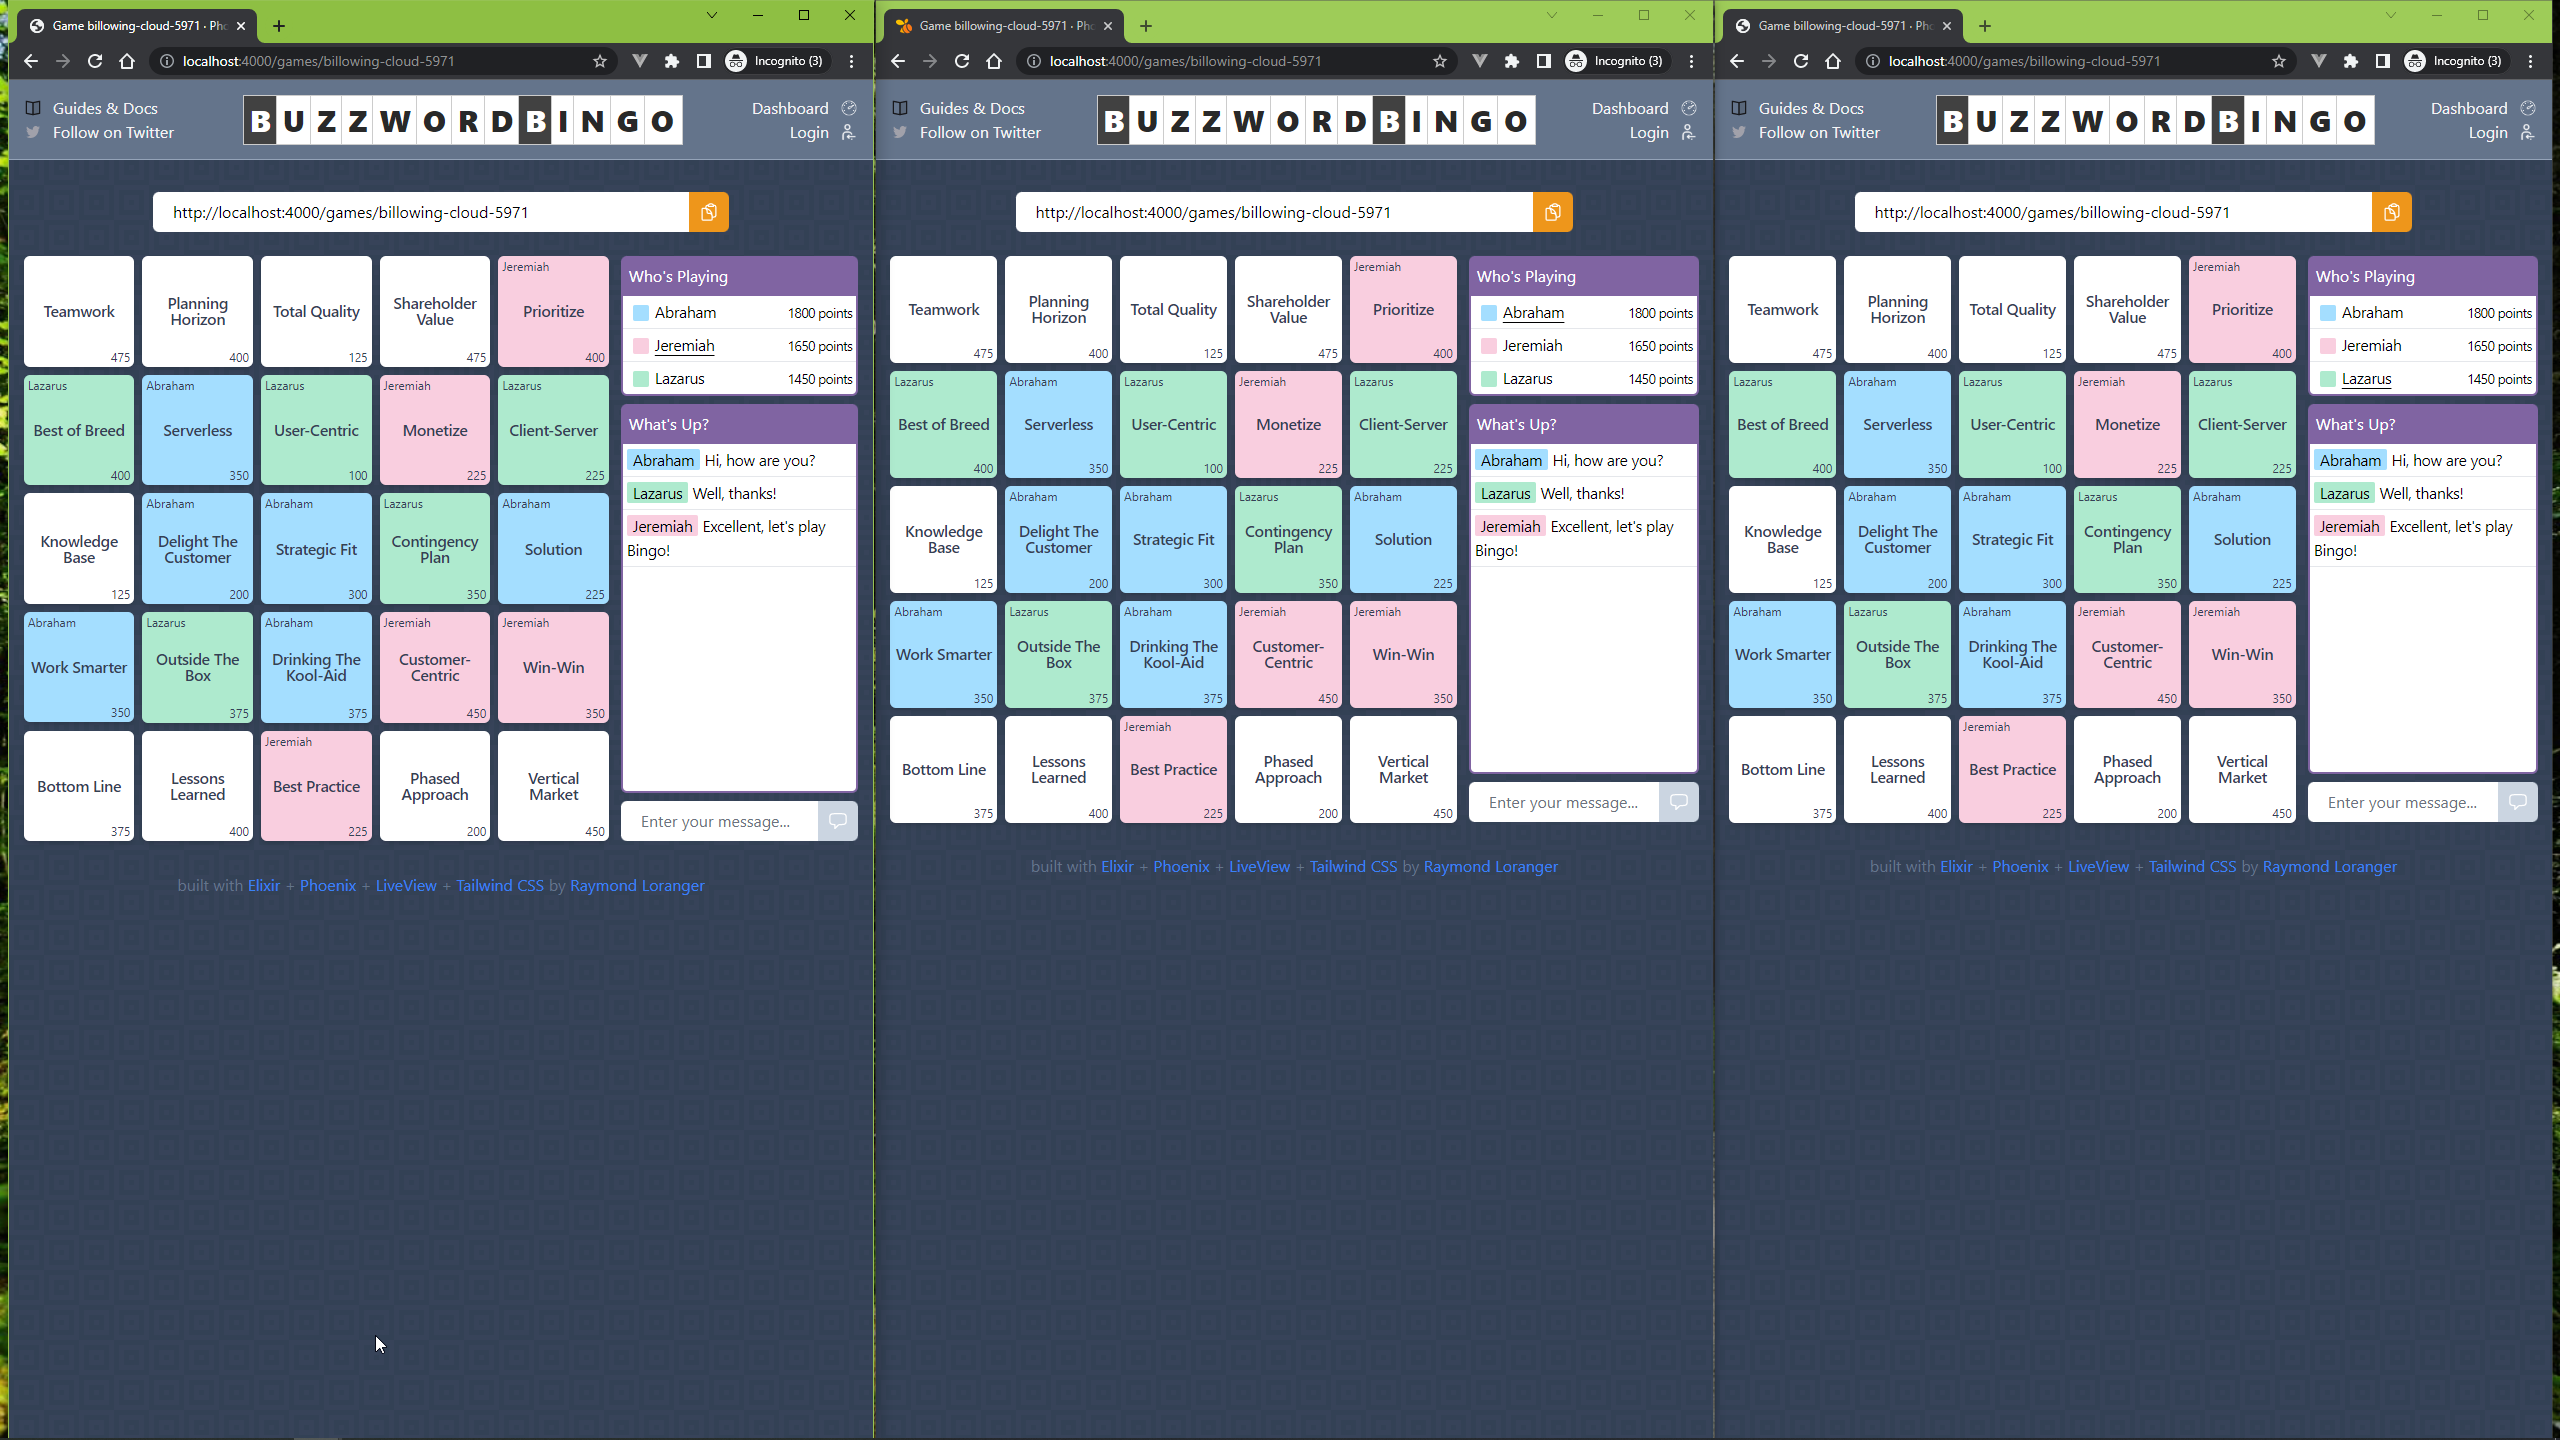 Game billowing-cloud-5971 · Pho
localhost:4000/games/billowing-cloud-5971
Incognito (3)
Guides & Docs
Follow on Twitter
BUZZWORDBINGO
Dashboard
Login
http://localhost:4000/games/billowing-cloud-5971
Teamwork
475
Planning
Horizon
400
Total Quality
125
Shareholder
Value
475
Jeremiah
Prioritize
400
Lazarus
Best of Breed
400
Abraham
Serverless
350
Lazarus
User-Centric
100
Jeremiah
Monetize
225
Lazarus
Client-Server
225
Knowledge
Base
125
Abraham
Delight The
Customer
200
Abraham
Strategic Fit
300
Lazarus
Contingency
Plan
350
Abraham
Solution
225
Abraham
Work Smarter
350
Lazarus
Outside The
Box
375
Abraham
Drinking The
Kool-Aid
375
Jeremiah
Customer-
Centric
450
Jeremiah
Win-Win
350
Bottom Line
375
Lessons
Learned
400
Jeremiah
Best Practice
225
Phased
Approach
200
Vertical
Market
450
Who's Playing
Abraham 1800 points
Jeremiah 1650 points
Lazarus 1450 points
What's Up?
Abraham Hi, how are you?
Lazarus Well, thanks!
Jeremiah Excellent, let's play
Bingo!
Enter your message...
built with Elixir + Phoenix + LiveView + Tailwind CSS by Raymond Loranger
Game billowing-cloud-5971 · Pho
localhost:4000/games/billowing-cloud-5971
Incognito (3)
Guides & Docs
Follow on Twitter
BUZZWORDBINGO
Dashboard
Login
http://localhost:4000/games/billowing-cloud-5971
Teamwork
475
Planning
Horizon
400
Total Quality
125
Shareholder
Value
475
Jeremiah
Prioritize
400
Lazarus
Best of Breed
400
Abraham
Serverless
350
Lazarus
User-Centric
100
Jeremiah
Monetize
225
Lazarus
Client-Server
225
Knowledge
Base
125
Abraham
Delight The
Customer
200
Abraham
Strategic Fit
300
Lazarus
Contingency
Plan
350
Abraham
Solution
225
Abraham
Work Smarter
350
Lazarus
Outside The
Box
375
Abraham
Drinking The
Kool-Aid
375
Jeremiah
Customer-
Centric
450
Jeremiah
Win-Win
350
Bottom Line
375
Lessons
Learned
400
Jeremiah
Best Practice
225
Phased
Approach
200
Vertical
Market
450
Who's Playing
Abraham 1800 points
Jeremiah 1650 points
Lazarus 1450 points
What's Up?
Abraham Hi, how are you?
Lazarus Well, thanks!
Jeremiah Excellent, let's play
Bingo!
Enter your message...
built with Elixir + Phoenix + LiveView + Tailwind CSS by Raymond Loranger
Game billowing-cloud-5971 · Pho
localhost:4000/games/billowing-cloud-5971
Incognito (3)
Guides & Docs
Follow on Twitter
BUZZWORDBINGO
Dashboard
Login
http://localhost:4000/games/billowing-cloud-5971
Teamwork
475
Planning
Horizon
400
Total Quality
125
Shareholder
Value
475
Jeremiah
Prioritize
400
Lazarus
Best of Breed
400
Abraham
Serverless
350
Lazarus
User-Centric
100
Jeremiah
Monetize
225
Lazarus
Client-Server
225
Knowledge
Base
125
Abraham
Delight The
Customer
200
Abraham
Strategic Fit
300
Lazarus
Contingency
Plan
350
Abraham
Solution
225
Abraham
Work Smarter
350
Lazarus
Outside The
Box
375
Abraham
Drinking The
Kool-Aid
375
Jeremiah
Customer-
Centric
450
Jeremiah
Win-Win
350
Bottom Line
375
Lessons
Learned
400
Jeremiah
Best Practice
225
Phased
Approach
200
Vertical
Market
450
Who's Playing
Abraham 1800 points
Jeremiah 1650 points
Lazarus 1450 points
What's Up?
Abraham Hi, how are you?
Lazarus Well, thanks!
Jeremiah Excellent, let's play
Bingo!
Enter your message...
built with Elixir + Phoenix + LiveView + Tailwind CSS by Raymond Loranger